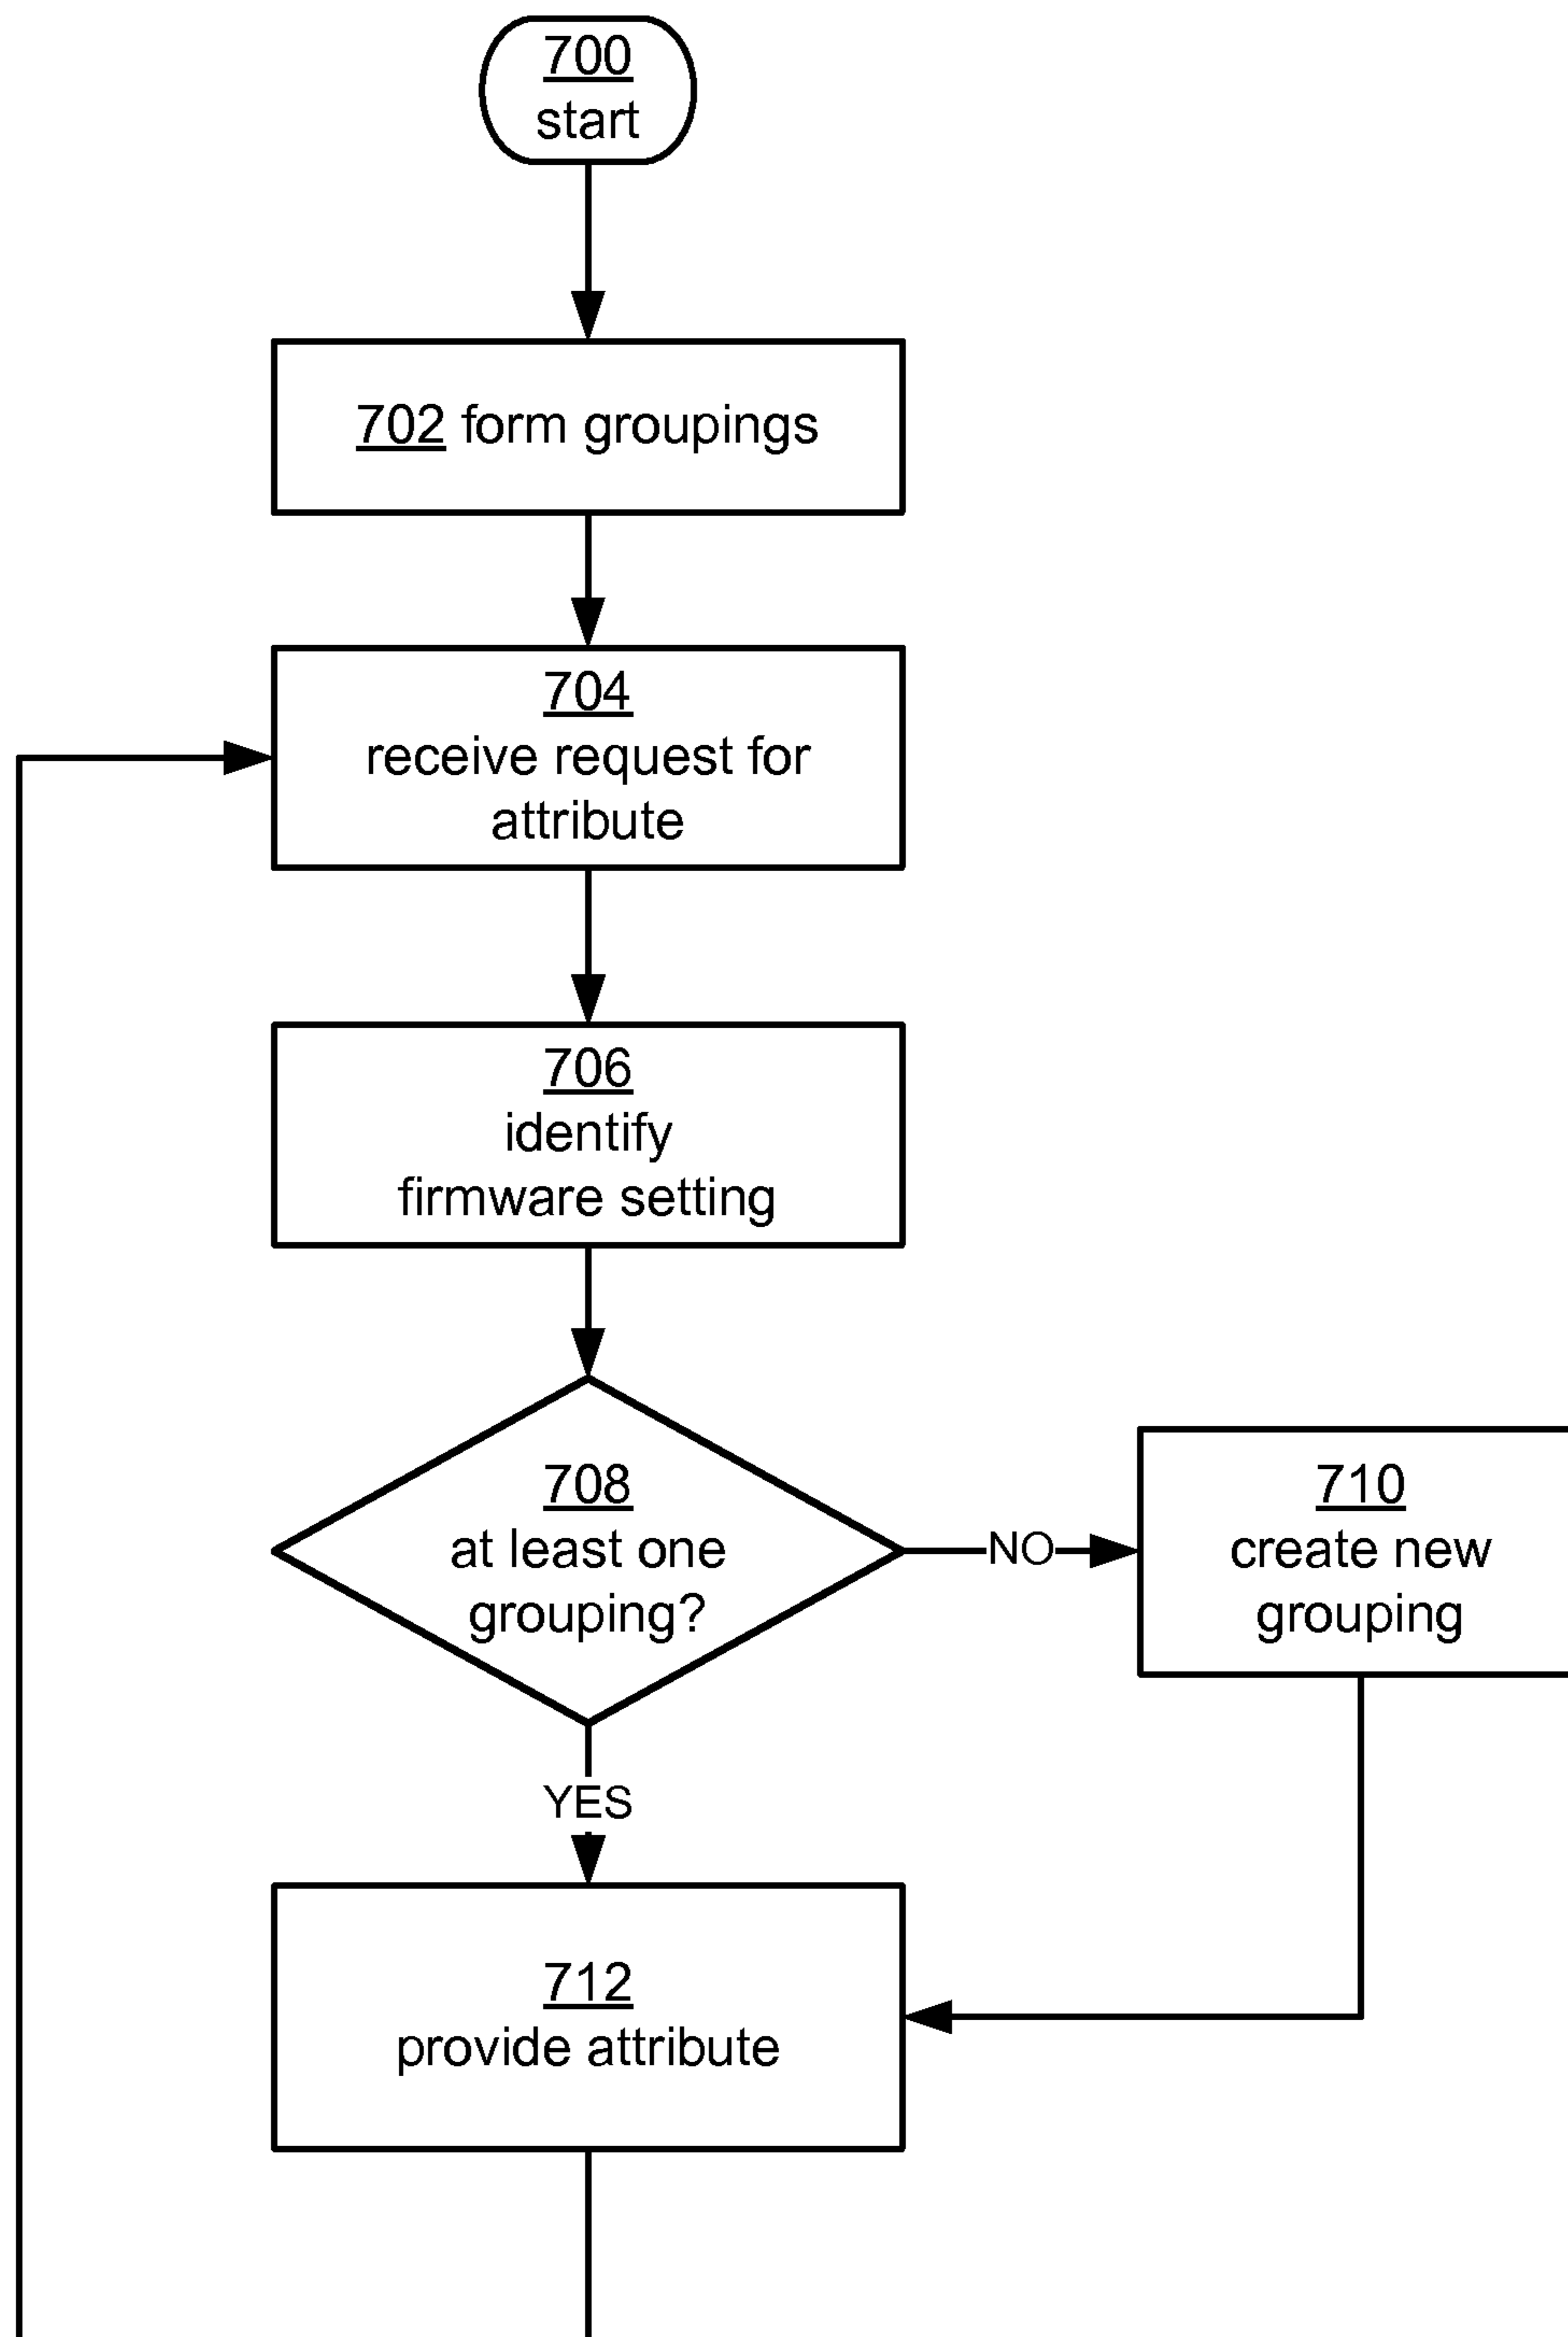 700
start
702 form groupings
704
receive request for
attribute
706
identify
firmware setting
708
at least one
grouping?
NO
710
create new
grouping
YES
712
provide attribute